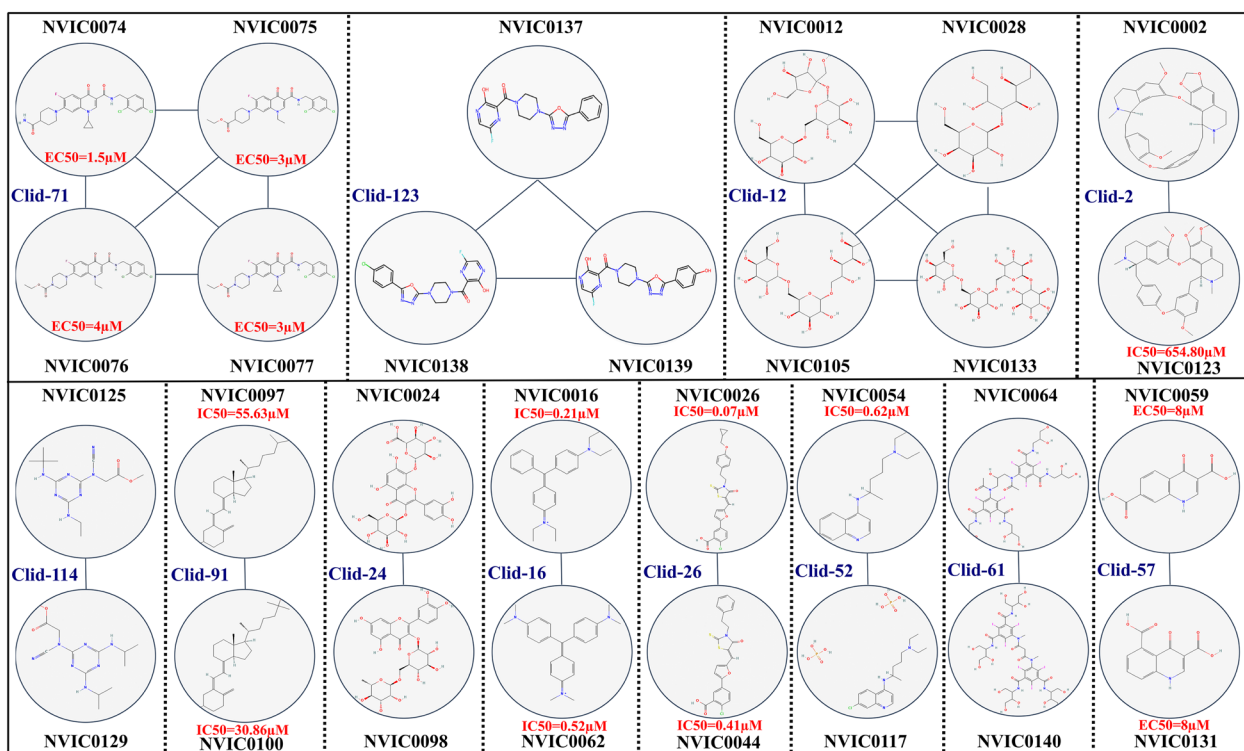 NVIC0074 NVIC0075 NVIC0137 NVIC0012 NVIC0028 NVIC0002
EC50=1.5µM EC50=3µM
Clid-71 Clid-123 Clid-12 Clid-2
EC50=4µM EC50=3µM IC50=654.80µM
NVIC0076 NVIC0077 NVIC0138 NVIC0139 NVIC0105 NVIC0133 NVIC0123
NVIC0125 NVIC0097 NVIC0024 NVIC0016 NVIC0026 NVIC0054 NVIC0064 NVIC0059
IC50=55.63µM IC50=0.21µM IC50=0.07µM IC50=0.62µM EC50=8µM
Clid-114 Clid-91 Clid-24 Clid-16 Clid-26 Clid-52 Clid-61 Clid-57
IC50=30.86µM IC50=0.52µM IC50=0.41µM EC50=8µM
NVIC0129 NVIC0100 NVIC0098 NVIC0062 NVIC0044 NVIC0117 NVIC0140 NVIC0131